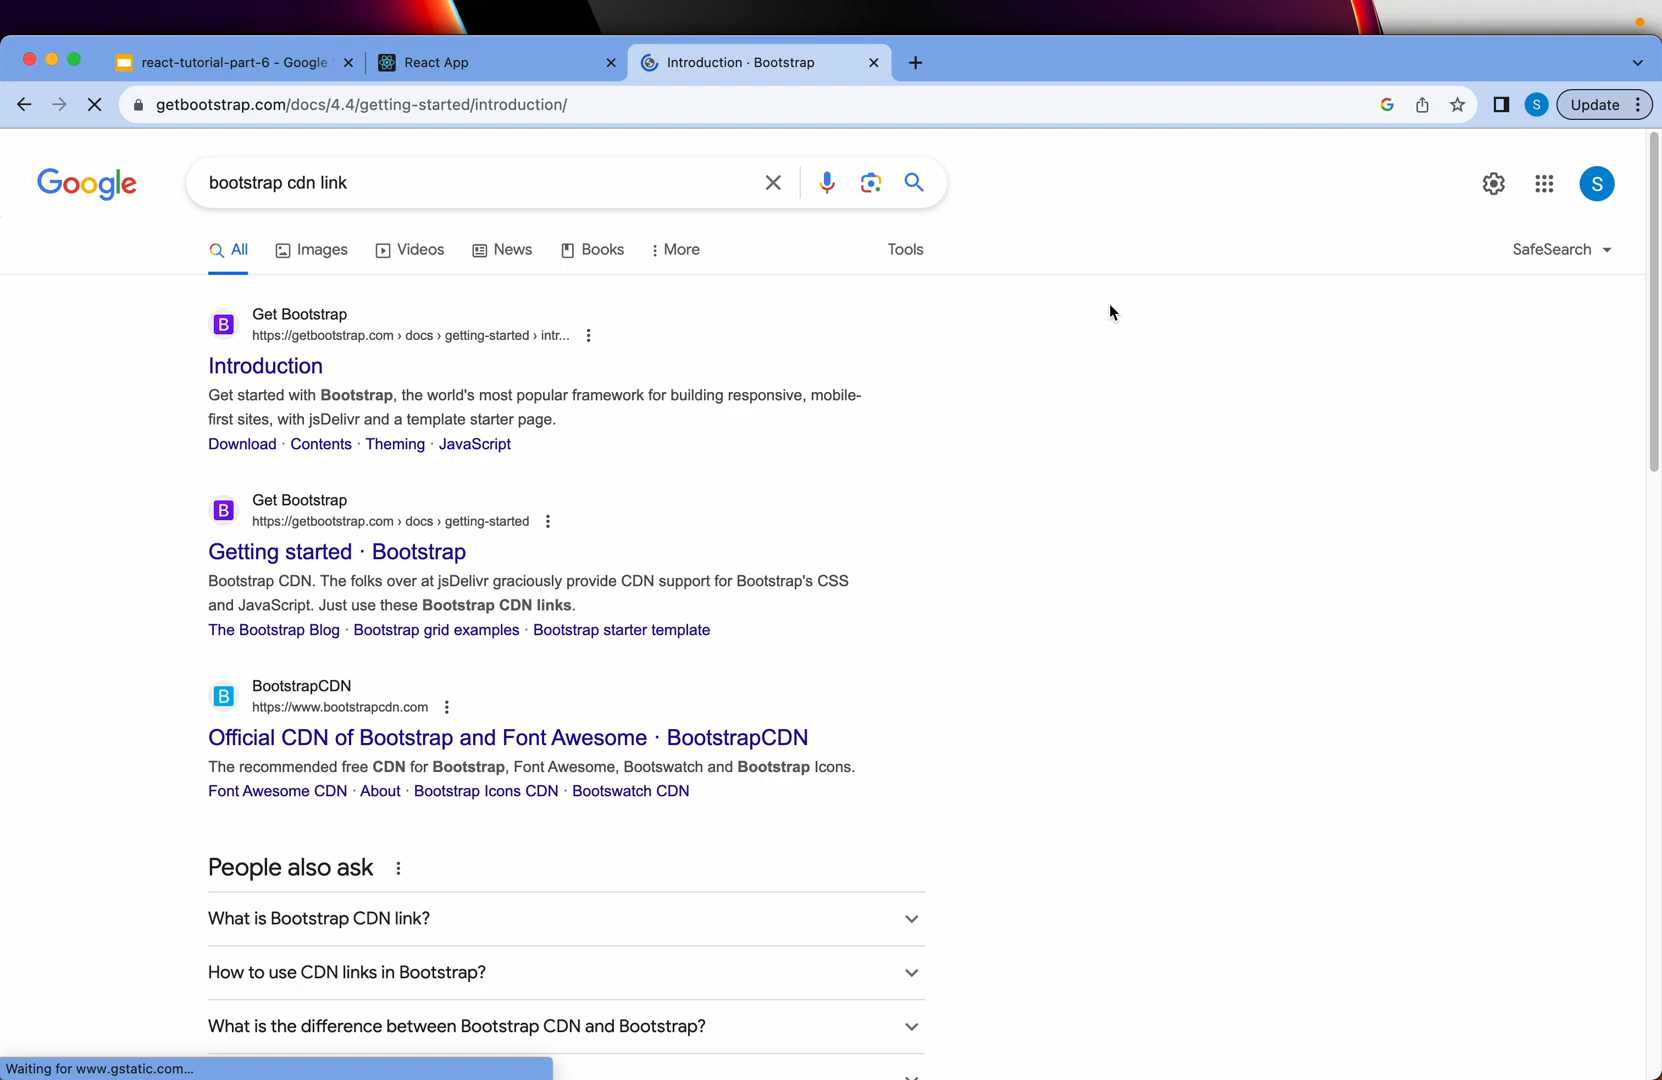 react-tutorial-part-6 - Google
React App
Introduction · Bootstrap
getbootstrap.com/docs/4.4/getting-started/introduction/
S
Update
Google
bootstrap cdn link
S
All
Images
Videos
News
Books
More
Tools
SafeSearch
B
Get Bootstrap
https://getbootstrap.com › docs › getting-started › intr...
Introduction
Get started with Bootstrap, the world's most popular framework for building responsive, mobile-
first sites, with jsDelivr and a template starter page.
Download · Contents · Theming · JavaScript
B
Get Bootstrap
https://getbootstrap.com › docs › getting-started
Getting started · Bootstrap
Bootstrap CDN. The folks over at jsDelivr graciously provide CDN support for Bootstrap's CSS
and JavaScript. Just use these Bootstrap CDN links.
The Bootstrap Blog · Bootstrap grid examples · Bootstrap starter template
B
BootstrapCDN
https://www.bootstrapcdn.com
Official CDN of Bootstrap and Font Awesome · BootstrapCDN
The recommended free CDN for Bootstrap, Font Awesome, Bootswatch and Bootstrap Icons.
Font Awesome CDN · About · Bootstrap Icons CDN · Bootswatch CDN
People also ask
What is Bootstrap CDN link?
How to use CDN links in Bootstrap?
What is the difference between Bootstrap CDN and Bootstrap?
Waiting for www.gstatic.com...